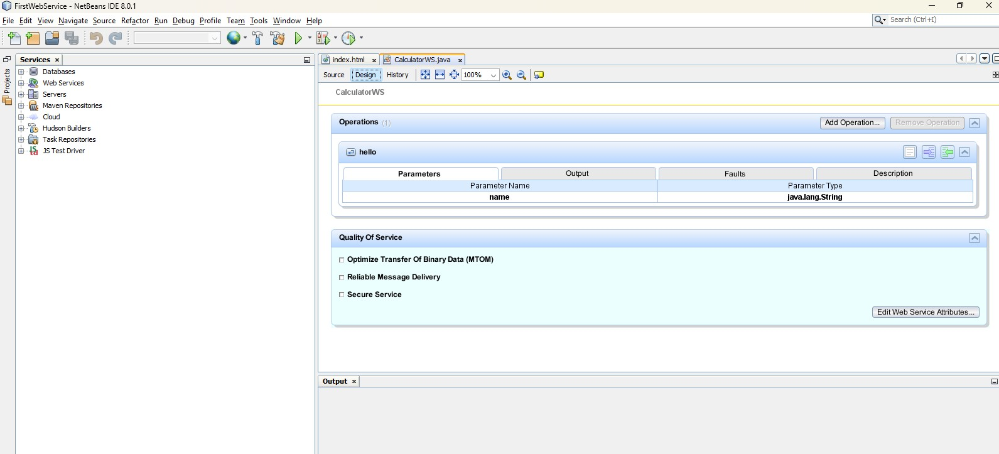 FirstWebService - NetBeans IDE 8.0.1
File Edit View Navigate Source Refactor Run Debug Profile Team Tools Window Help
Search (Ctrl+I)
Projects
Services
Databases
Web Services
Servers
Maven Repositories
Cloud
Hudson Builders
Task Repositories
JS Test Driver
index.html CalculatorWS.java
Source Design History 100%
CalculatorWS
Operations (1) Add Operation... Remove Operation
hello
Parameters Output Faults Description
Parameter Name Parameter Type
name java.lang.String
Quality Of Service
Optimize Transfer Of Binary Data (MTOM)
Reliable Message Delivery
Secure Service
Edit Web Service Attributes...
Output